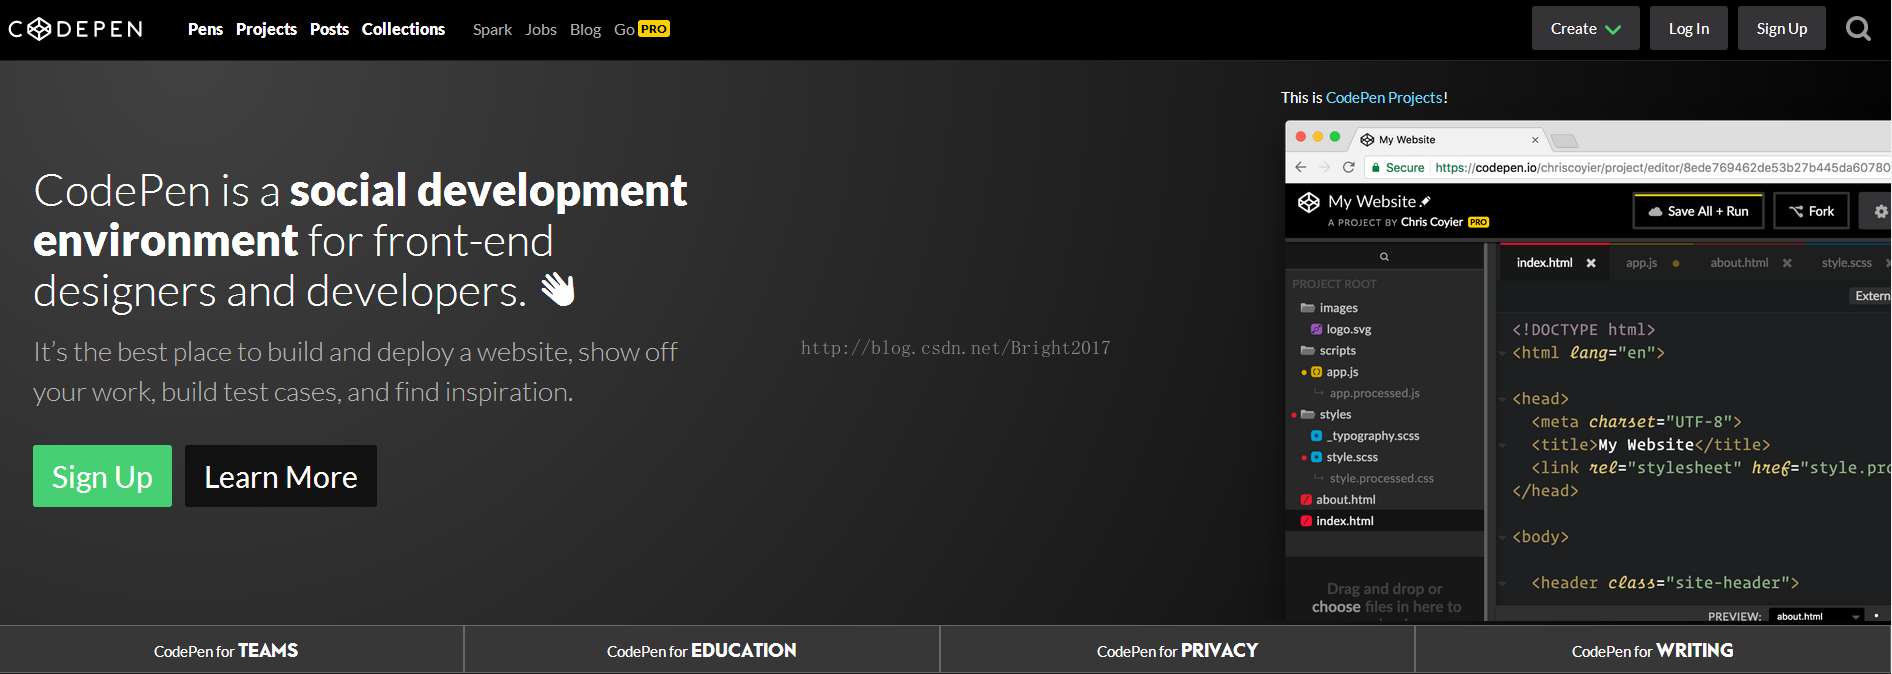 CODEPEN Pens Projects Posts Collections Spark Jobs Blog Go PRO Create Log In Sign Up
This is CodePen Projects!
CodePen is a social development
environment for front-end
designers and developers.
It's the best place to build and deploy a website, show off
your work, build test cases, and find inspiration.
Sign Up Learn More
http://blog.csdn.net/Bright2017
My Website
Secure https://codepen.io/chriscoyier/project/editor/8ede769462de53b27b445da60780
My Website
A PROJECT BY Chris Coyier PRO
Save All + Run Fork
PROJECT ROOT
images
logo.svg
scripts
app.js
app.processed.js
styles
_typography.scss
style.scss
style.processed.css
about.html
index.html
Drag and drop or
choose files in here to
index.html app.js about.html style.scss
Extern
<!DOCTYPE html>
<html lang="en">
<head>
<meta charset="UTF-8">
<title>My Website</title>
<link rel="stylesheet" href="style.pro
</head>
<body>
<header class="site-header">
PREVIEW: about.html
CodePen for TEAMS
CodePen for EDUCATION
CodePen for PRIVACY
CodePen for WRITING